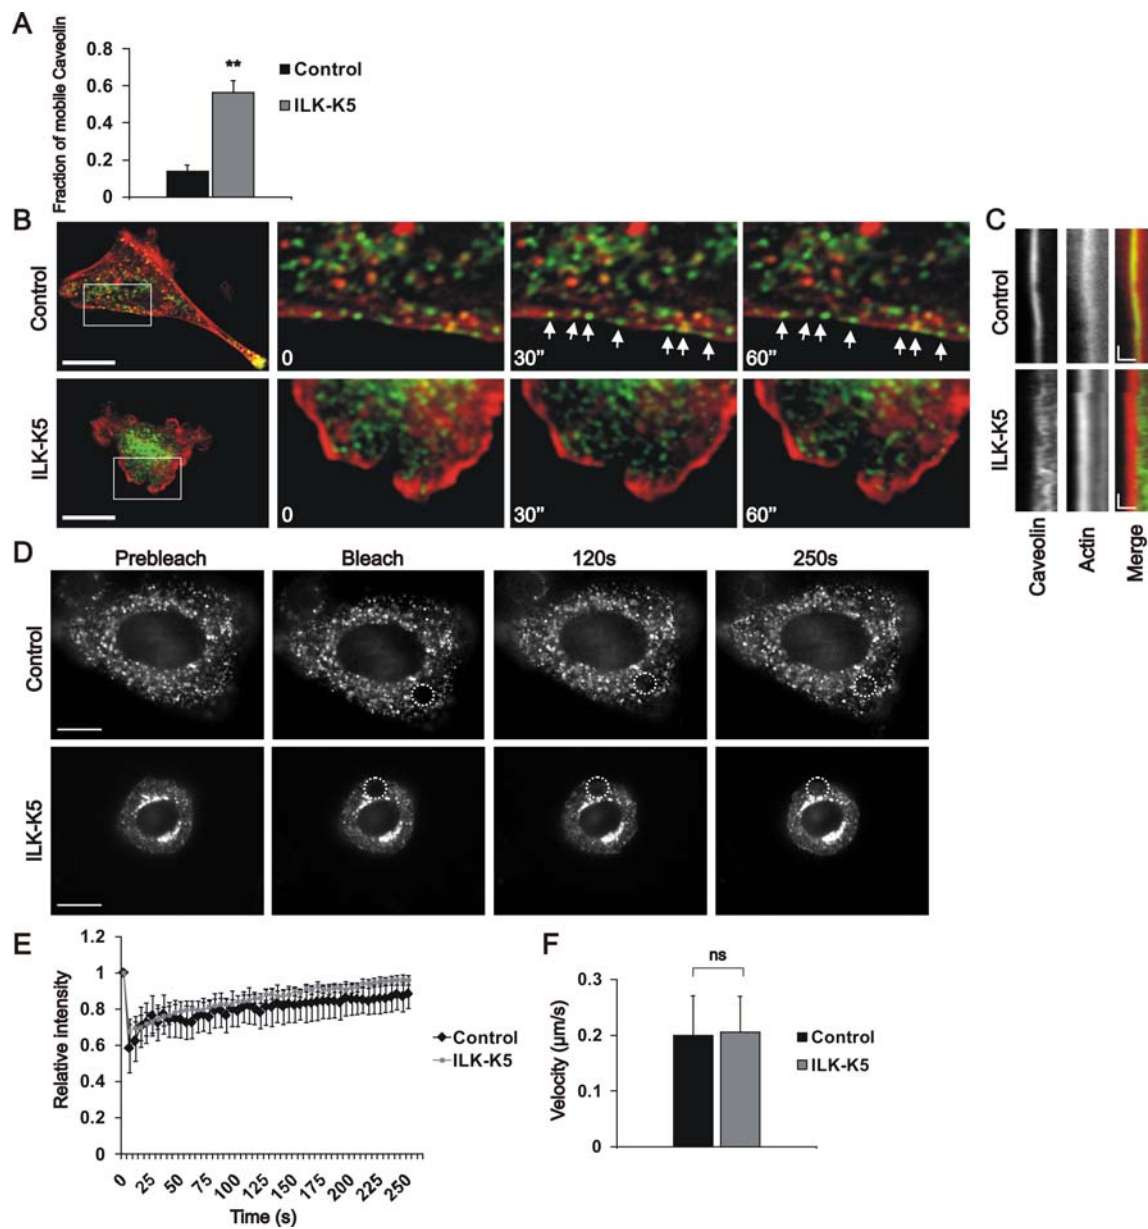 A
Fraction of mobile Caveolin
0.8
0.6
0.4
0.2
0
**
Control
ILK-K5
B
Control
0
30"
60"
ILK-K5
0
30"
60"
C
Control
ILK-K5
Caveolin
Actin
Merge
D
Prebleach
Bleach
120s
250s
Control
ILK-K5
E
Relative Intensity
1.2
1
0.8
0.6
0.4
0.2
0
0
25
50
75
100
125
150
175
200
225
250
Time (s)
Control
ILK-K5
F
Velocity (µm/s)
0.3
0.2
0.1
0
ns
Control
ILK-K5